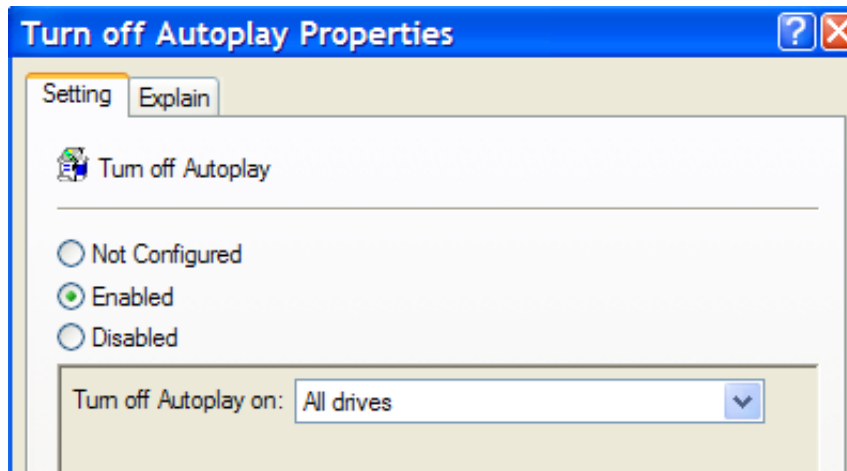 Turn off Autoplay Properties
Setting Explain
Turn off Autoplay
Not Configured
Enabled
Disabled
Turn off Autoplay on: All drives